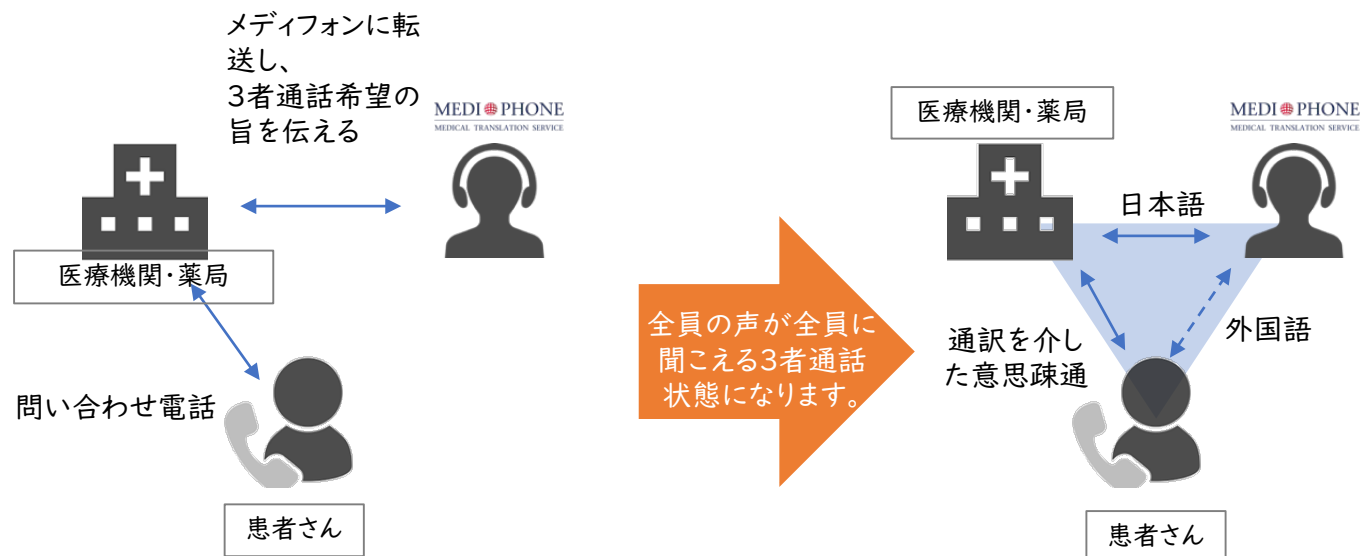 メディフォンに転
送し、
3者通話希望の
旨を伝える
MEDI PHONE
MEDICAL TRANSLATION SERVICE
医療機関・薬局
問い合わせ電話
患者さん
全員の声が全員に
聞こえる3者通話
状態になります。
医療機関・薬局
MEDI PHONE
MEDICAL TRANSLATION SERVICE
日本語
通訳を介し
た意思疎通
外国語
患者さん